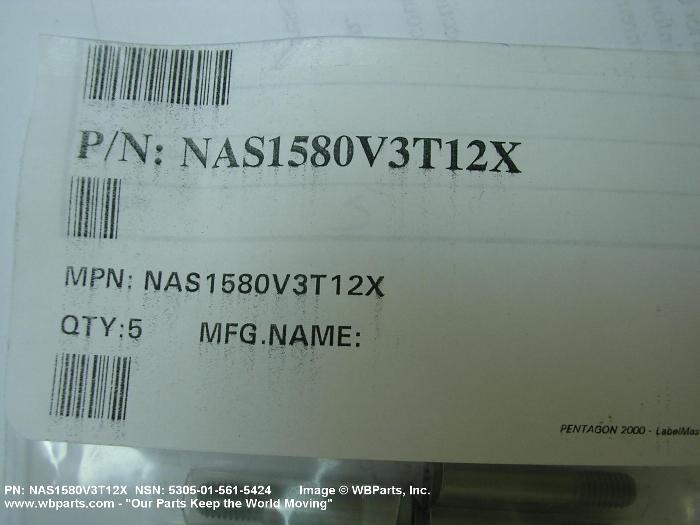 P/N: NAS1580V3T12X
MPN: NAS1580V3T12X
QTY:5 MFG.NAME:
PENTAGON 2000 - LabelMas
PN: NAS1580V3T12X NSN: 5305-01-561-5424 Image © WBParts, Inc.
www.wbparts.com - "Our Parts Keep the World Moving"